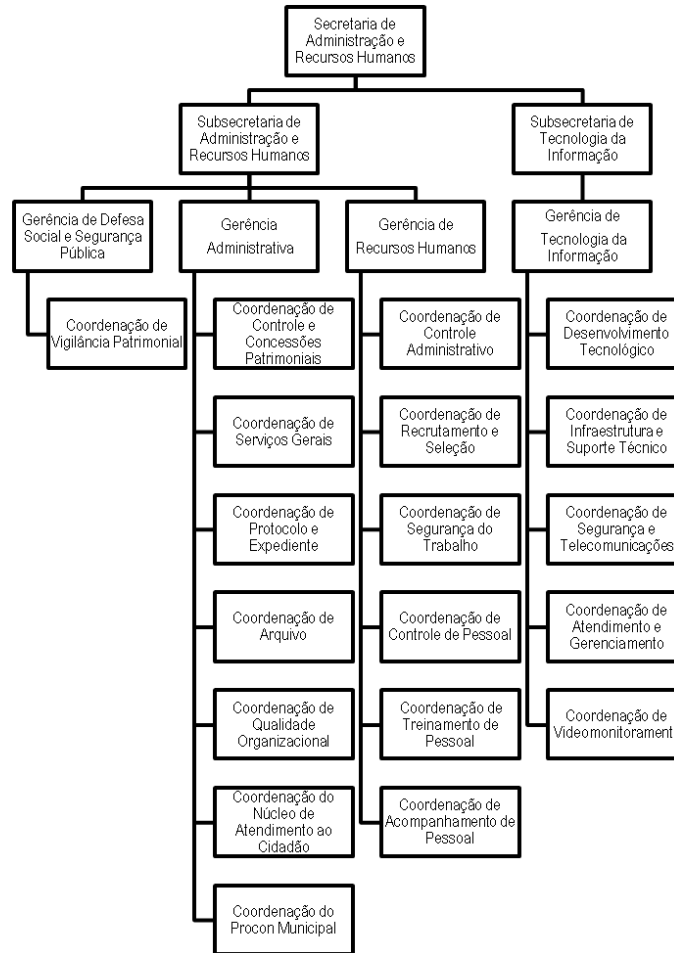 Secretaria de
Administração e
Recursos Humanos
Subsecretaria de
Administração e
Recursos Humanos
Subsecretaria de
Tecnologia da
Informação
Gerência de Defesa
Social e Segurança
Pública
Gerência
Administrativa
Gerência de
Recursos Humanos
Gerência de
Tecnologia da
Informação
Coordenação de
Vigilância Patrimonial
Coordenação de
Controle e
Concessões
Patrimoniais
Coordenação de
Controle
Administrativo
Coordenação de
Desenvolvimento
Tecnológico
Coordenação de
Serviços Gerais
Coordenação de
Recrutamento e
Seleção
Coordenação de
Infraestrutura e
Suporte Técnico
Coordenação de
Protocolo e
Expediente
Coordenação de
Segurança do
Trabalho
Coordenação de
Segurança e
Telecomunicações
Coordenação de
Arquivo
Coordenação de
Controle de Pessoal
Coordenação de
Atendimento e
Gerenciamento
Coordenação de
Qualidade
Organizacional
Coordenação de
Treinamento de
Pessoal
Coordenação de
Videomonitorament
Coordenação do
Núcleo de
Atendimento ao
Cidadão
Coordenação de
Acompanhamento de
Pessoal
Coordenação do
Procon Municipal